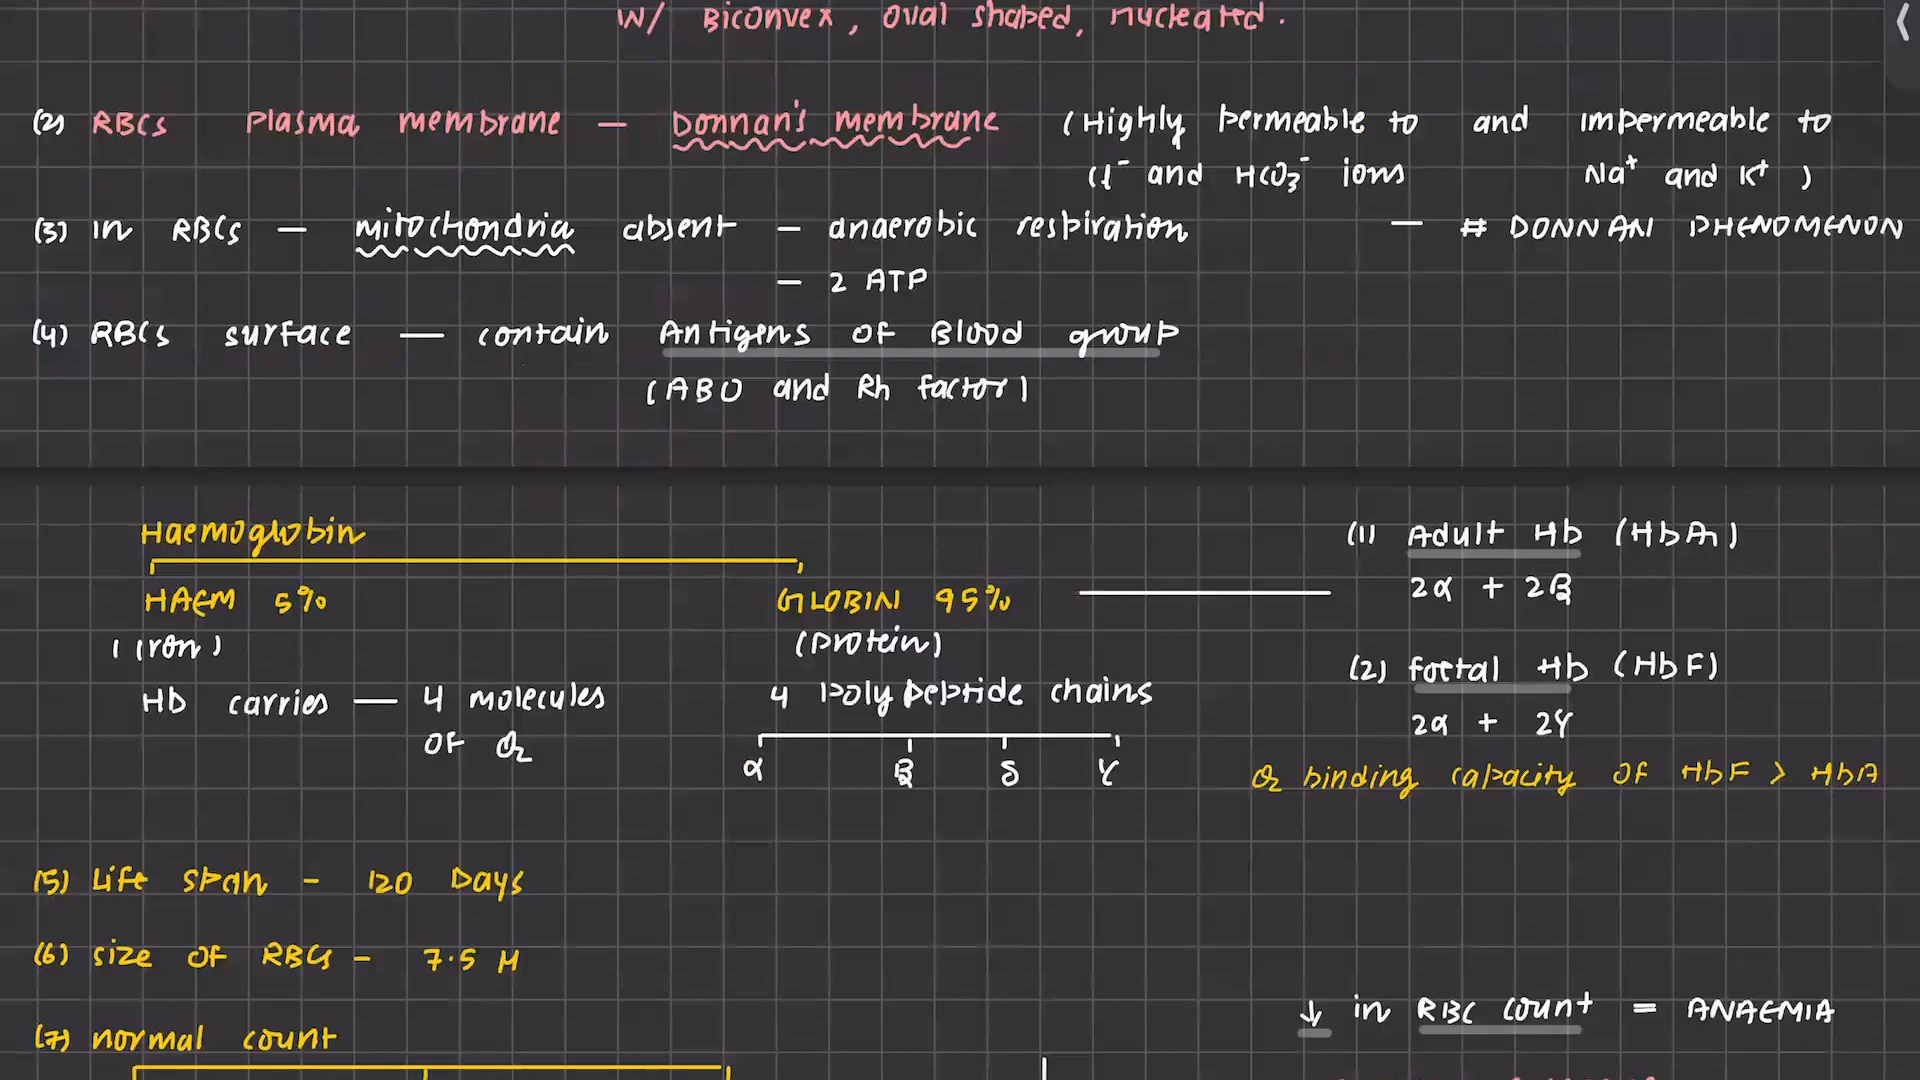 w/ Biconvex, oval shaped, nucleated.
(2) RBCs Plasma membrane — Donnan's membrane (Highly permeable to and impermeable to
Cl⁻ and HCO₃⁻ ions Na⁺ and K⁺)
(3) in RBCs — mitochondria absent — anaerobic respiration — # DONNAN PHENOMENON
— 2 ATP
(4) RBCs surface — contain Antigens of Blood group
(ABO and Rh factor)
Haemoglobin
HAEM 5% GLOBIN 95%
(iron) (protein)
Hb carries — 4 molecules of O₂
4 Polypeptide chains
α β δ γ
(1) Adult Hb (HbA₁)
2α + 2β
(2) foetal Hb (HbF)
2α + 2γ
O₂ binding capacity of HbF > HbA
(5) Life span - 120 Days
(6) size of RBCs - 7.5 μ
(7) normal count
↓ in RBC count = ANAEMIA